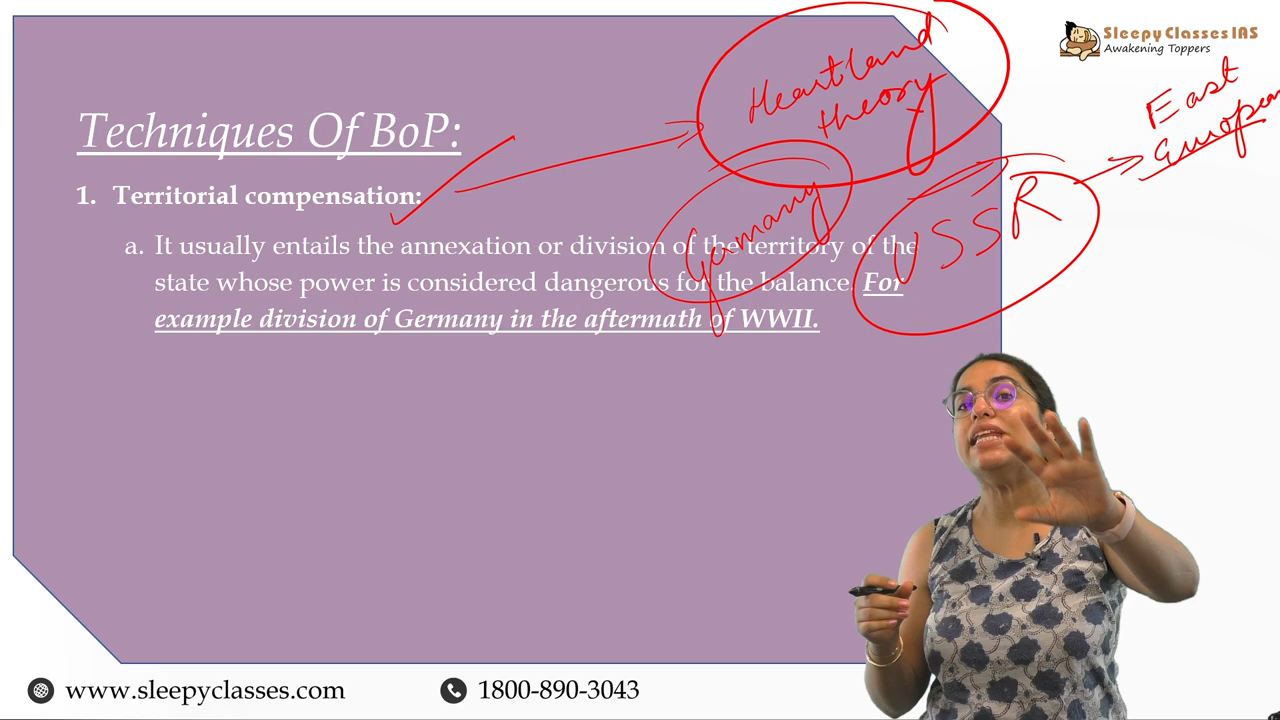 Sleepy Classes IAS
Awakening Toppers
Heartland
theory
East
European
Techniques Of BoP:
1. Territorial compensation:
Germany
USSR
a. It usually entails the annexation or division of the territory of the
state whose power is considered dangerous for the balance. For
example division of Germany in the aftermath of WWII.
www.sleepyclasses.com
1800-890-3043